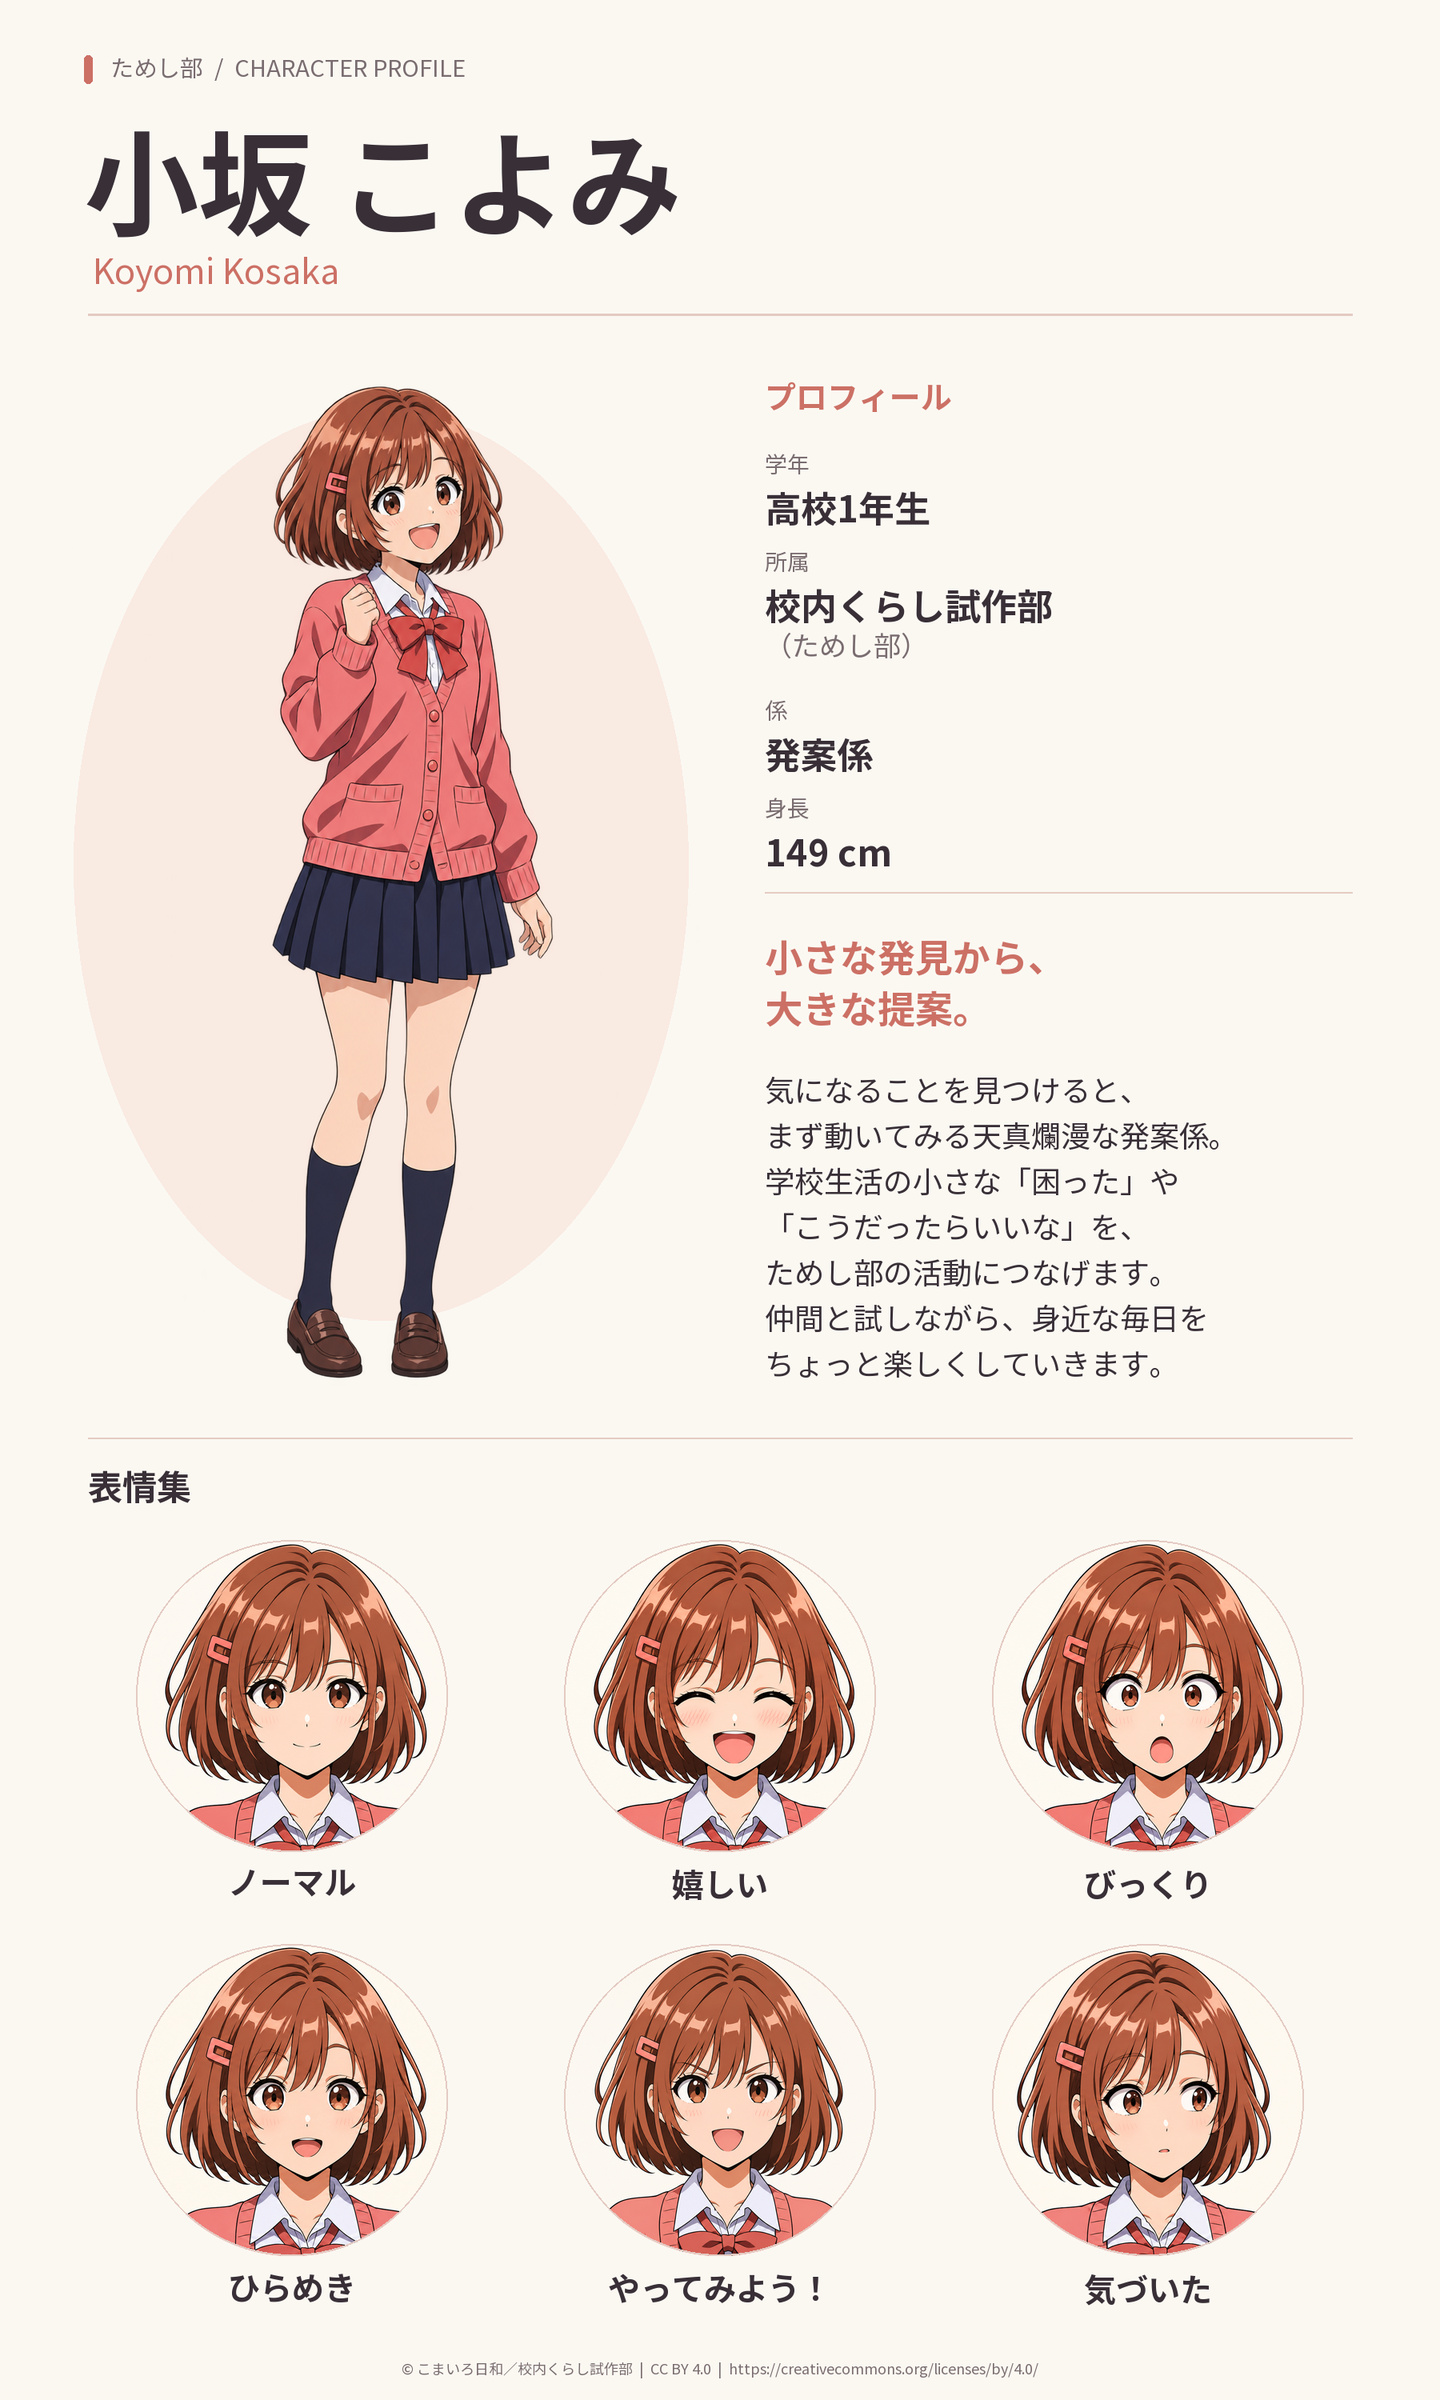 ためし部 / CHARACTER PROFILE
小坂 こよみ
Koyomi Kosaka
プロフィール
学年
高校1年生
所属
校内くらし試作部
（ためし部）
係
発案係
身長
149 cm
小さな発見から、
大きな提案。
気になることを見つけると、
まず動いてみる天真爛漫な発案係。
学校生活の小さな「困った」や
「こうだったらいいな」を、
ためし部の活動につなげます。
仲間と試しながら、身近な毎日を
ちょっと楽しくしていきます。
表情集
ノーマル
嬉しい
びっくり
ひらめき
やってみよう！
気づいた
© こまいろ日和／校内くらし試作部 | CC BY 4.0 | https://creativecommons.org/licenses/by/4.0/